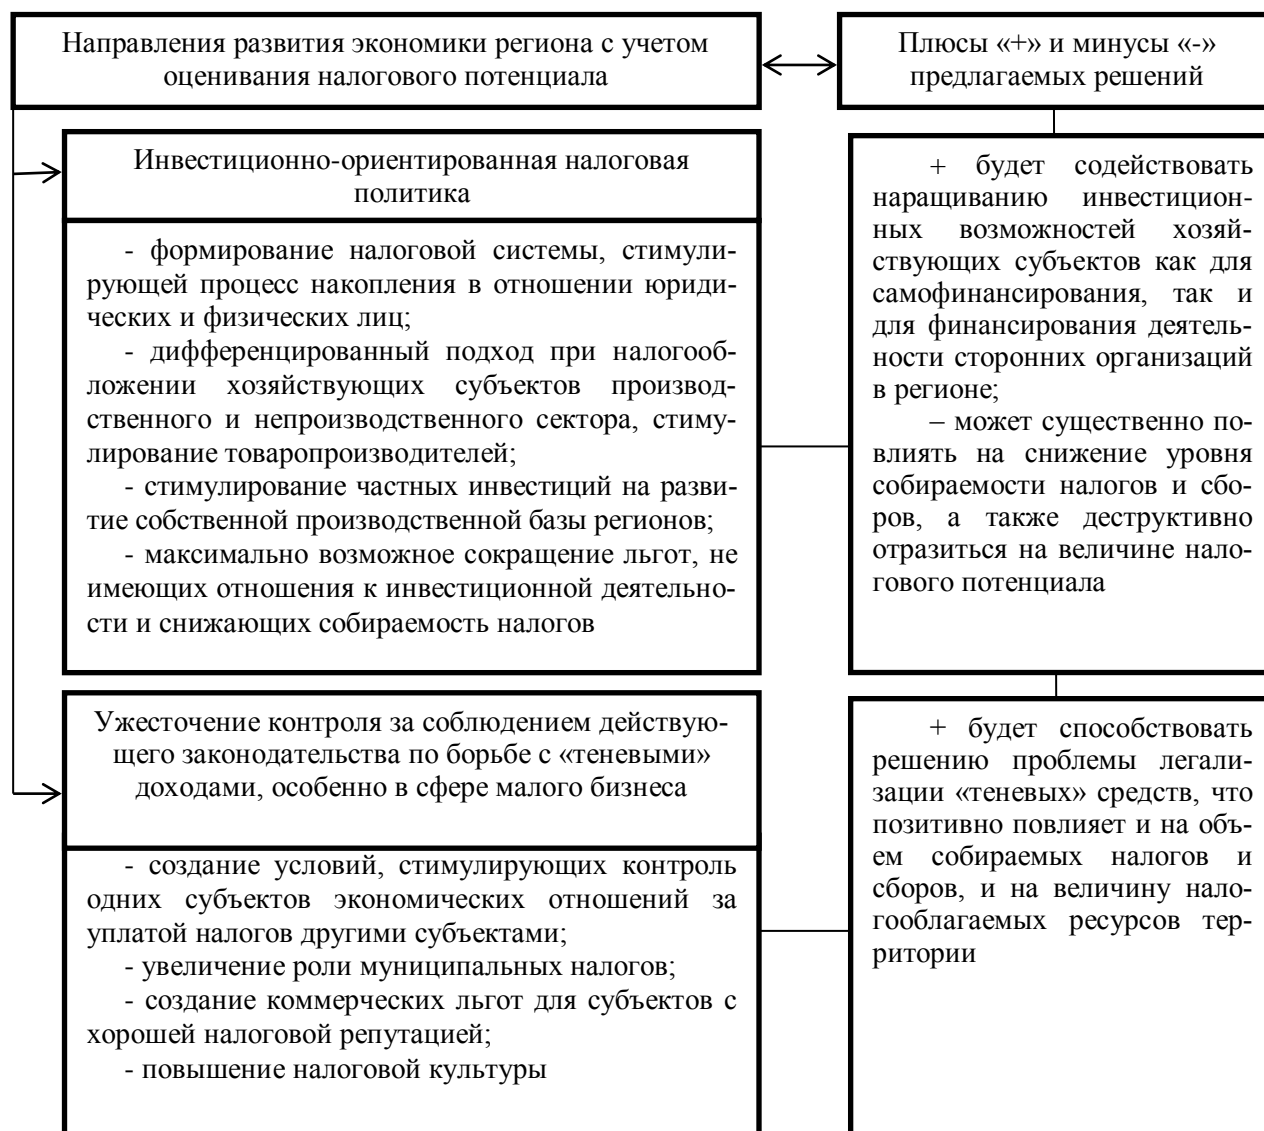 Направления развития экономики региона с учетом
оценивания налогового потенциала
Плюсы «+» и минусы «-»
предлагаемых решений
Инвестиционно-ориентированная налоговая
политика
- формирование налоговой системы, стимули-
рующей процесс накопления в отношении юриди-
ческих и физических лиц;
- дифференцированный подход при налогооб-
ложении хозяйствующих субъектов производ-
ственного и непроизводственного сектора, стиму-
лирование товаропроизводителей;
- стимулирование частных инвестиций на разви-
тие собственной производственной базы регионов;
- максимально возможное сокращение льгот, не
имеющих отношения к инвестиционной деятельно-
сти и снижающих собираемость налогов
+ будет содействовать
наращиванию инвестицион-
ных возможностей хозяй-
ствующих субъектов как для
самофинансирования, так и
для финансирования деятель-
ности сторонних организаций
в регионе;
– может существенно по-
влиять на снижение уровня
собираемости налогов и сбо-
ров, а также деструктивно
отразиться на величине нало-
гового потенциала
Ужесточение контроля за соблюдением действую-
щего законодательства по борьбе с «теневыми»
доходами, особенно в сфере малого бизнеса
- создание условий, стимулирующих контроль
одних субъектов экономических отношений за
уплатой налогов другими субъектами;
- увеличение роли муниципальных налогов;
- создание коммерческих льгот для субъектов с
хорошей налоговой репутацией;
- повышение налоговой культуры
+ будет способствовать
решению проблемы легали-
зации «теневых» средств, что
позитивно повлияет и на объ-
ем собираемых налогов и
сборов, и на величину нало-
гооблагаемых ресурсов тер-
ритории